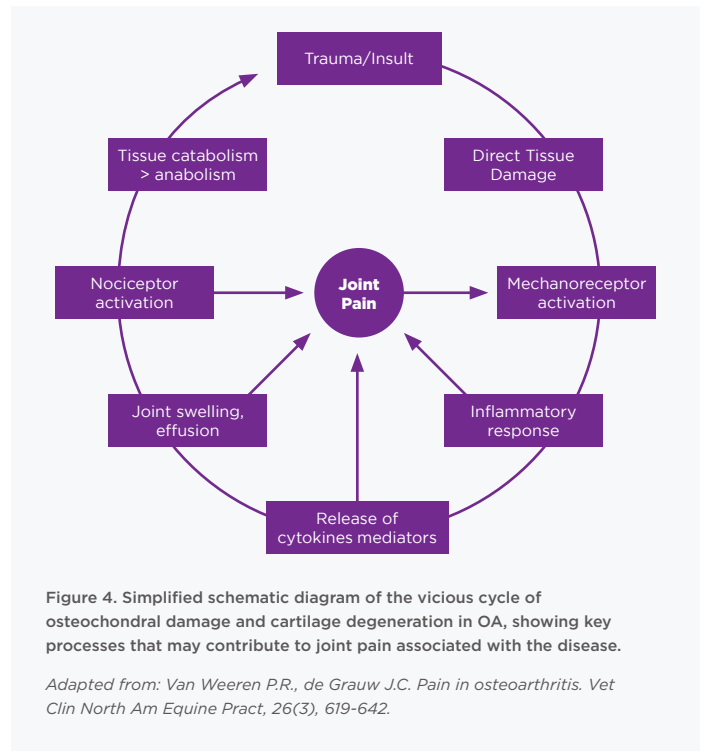 Trauma/Insult
Tissue catabolism
> anabolism
Direct Tissue
Damage
Nociceptor
activation
Joint
Pain
Mechanoreceptor
activation
Joint swelling,
effusion
Inflammatory
response
Release of
cytokines mediators
Figure 4. Simplified schematic diagram of the vicious cycle of
osteochondral damage and cartilage degeneration in OA, showing key
processes that may contribute to joint pain associated with the disease.
Adapted from: Van Weeren P.R., de Grauw J.C. Pain in osteoarthritis. Vet
Clin North Am Equine Pract, 26(3), 619-642.